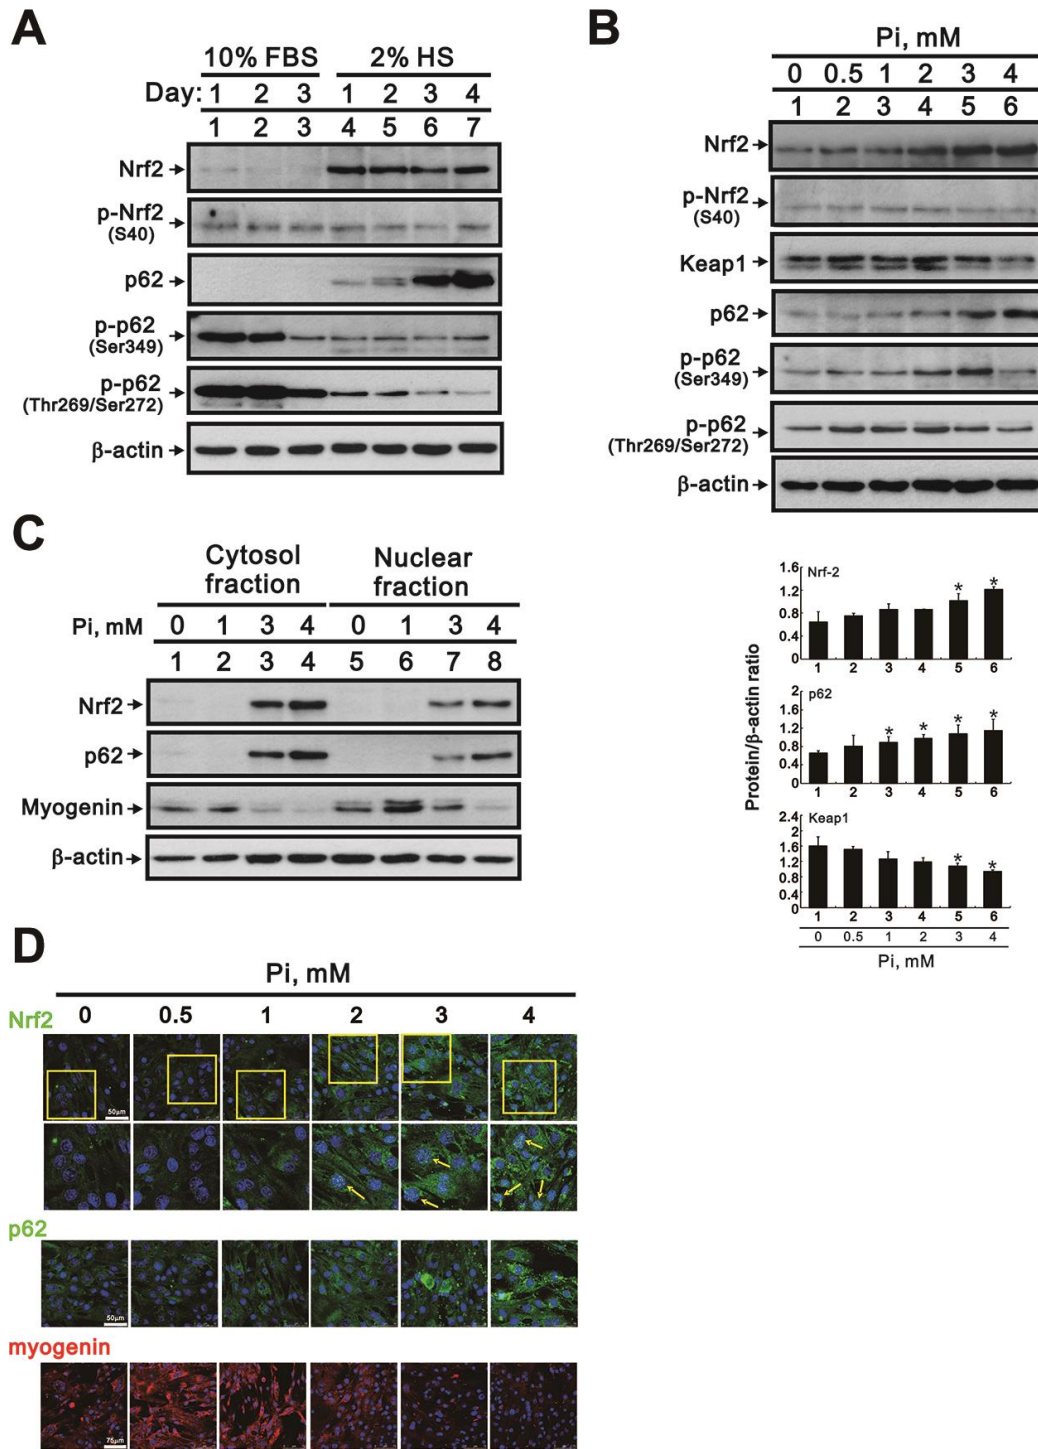 A
10% FBS 2% HS
Day: 1 2 3 1 2 3 4
1 2 3 4 5 6 7
Nrf2
p-Nrf2
(S40)
p62
p-p62
(Ser349)
p-p62
(Thr269/Ser272)
β-actin
B
Pi, mM
0 0.5 1 2 3 4
1 2 3 4 5 6
Nrf2
p-Nrf2
(S40)
Keap1
p62
p-p62
(Ser349)
p-p62
(Thr269/Ser272)
β-actin
Protein/β-actin ratio
1.6
1.2
0.8
0.4
0
Nrf-2
* *
1 2 3 4 5 6
2
1.6
1.2
0.8
0.4
0
p62
* * * *
1 2 3 4 5 6
2.4
2
1.6
1.2
0.8
0.4
0
Keap1
* *
1 2 3 4 5 6
0 0.5 1 2 3 4
Pi, mM
C
Cytosol Nuclear
fraction fraction
Pi, mM 0 1 3 4 0 1 3 4
1 2 3 4 5 6 7 8
Nrf2
p62
Myogenin
β-actin
D
Pi, mM
0 0.5 1 2 3 4
Nrf2
50μm
p62
50μm
myogenin
75μm